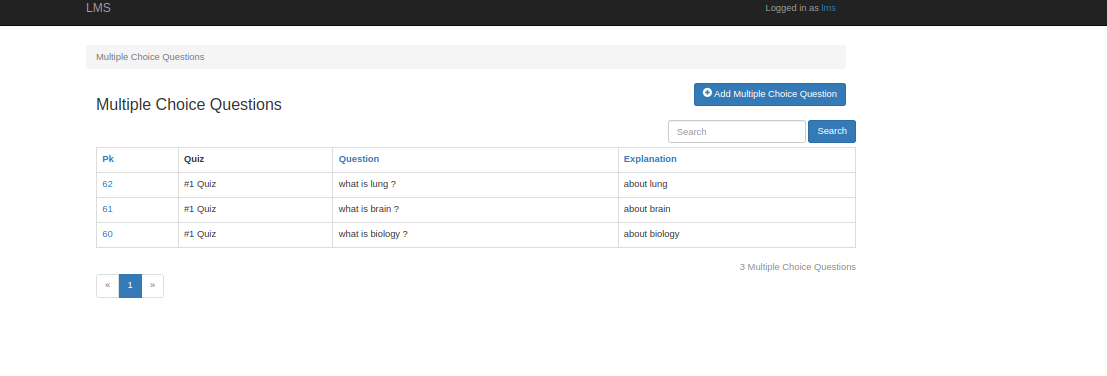 LMS Logged in as lms
Multiple Choice Questions
Multiple Choice Questions
Add Multiple Choice Question
Search Search
Pk Quiz Question Explanation
62 #1 Quiz what is lung ? about lung
61 #1 Quiz what is brain ? about brain
60 #1 Quiz what is biology ? about biology
3 Multiple Choice Questions
« 1 »